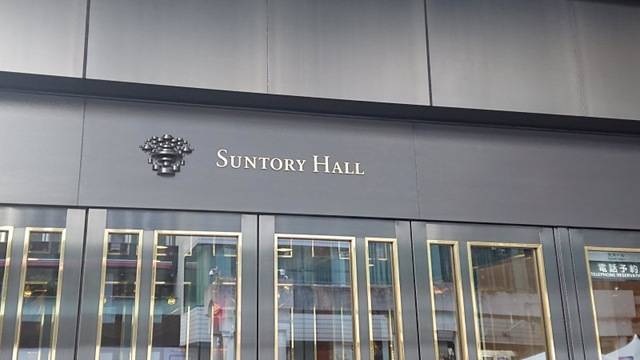 SUNTORY HALL
電話予約
TELEPHONE RESERVATION